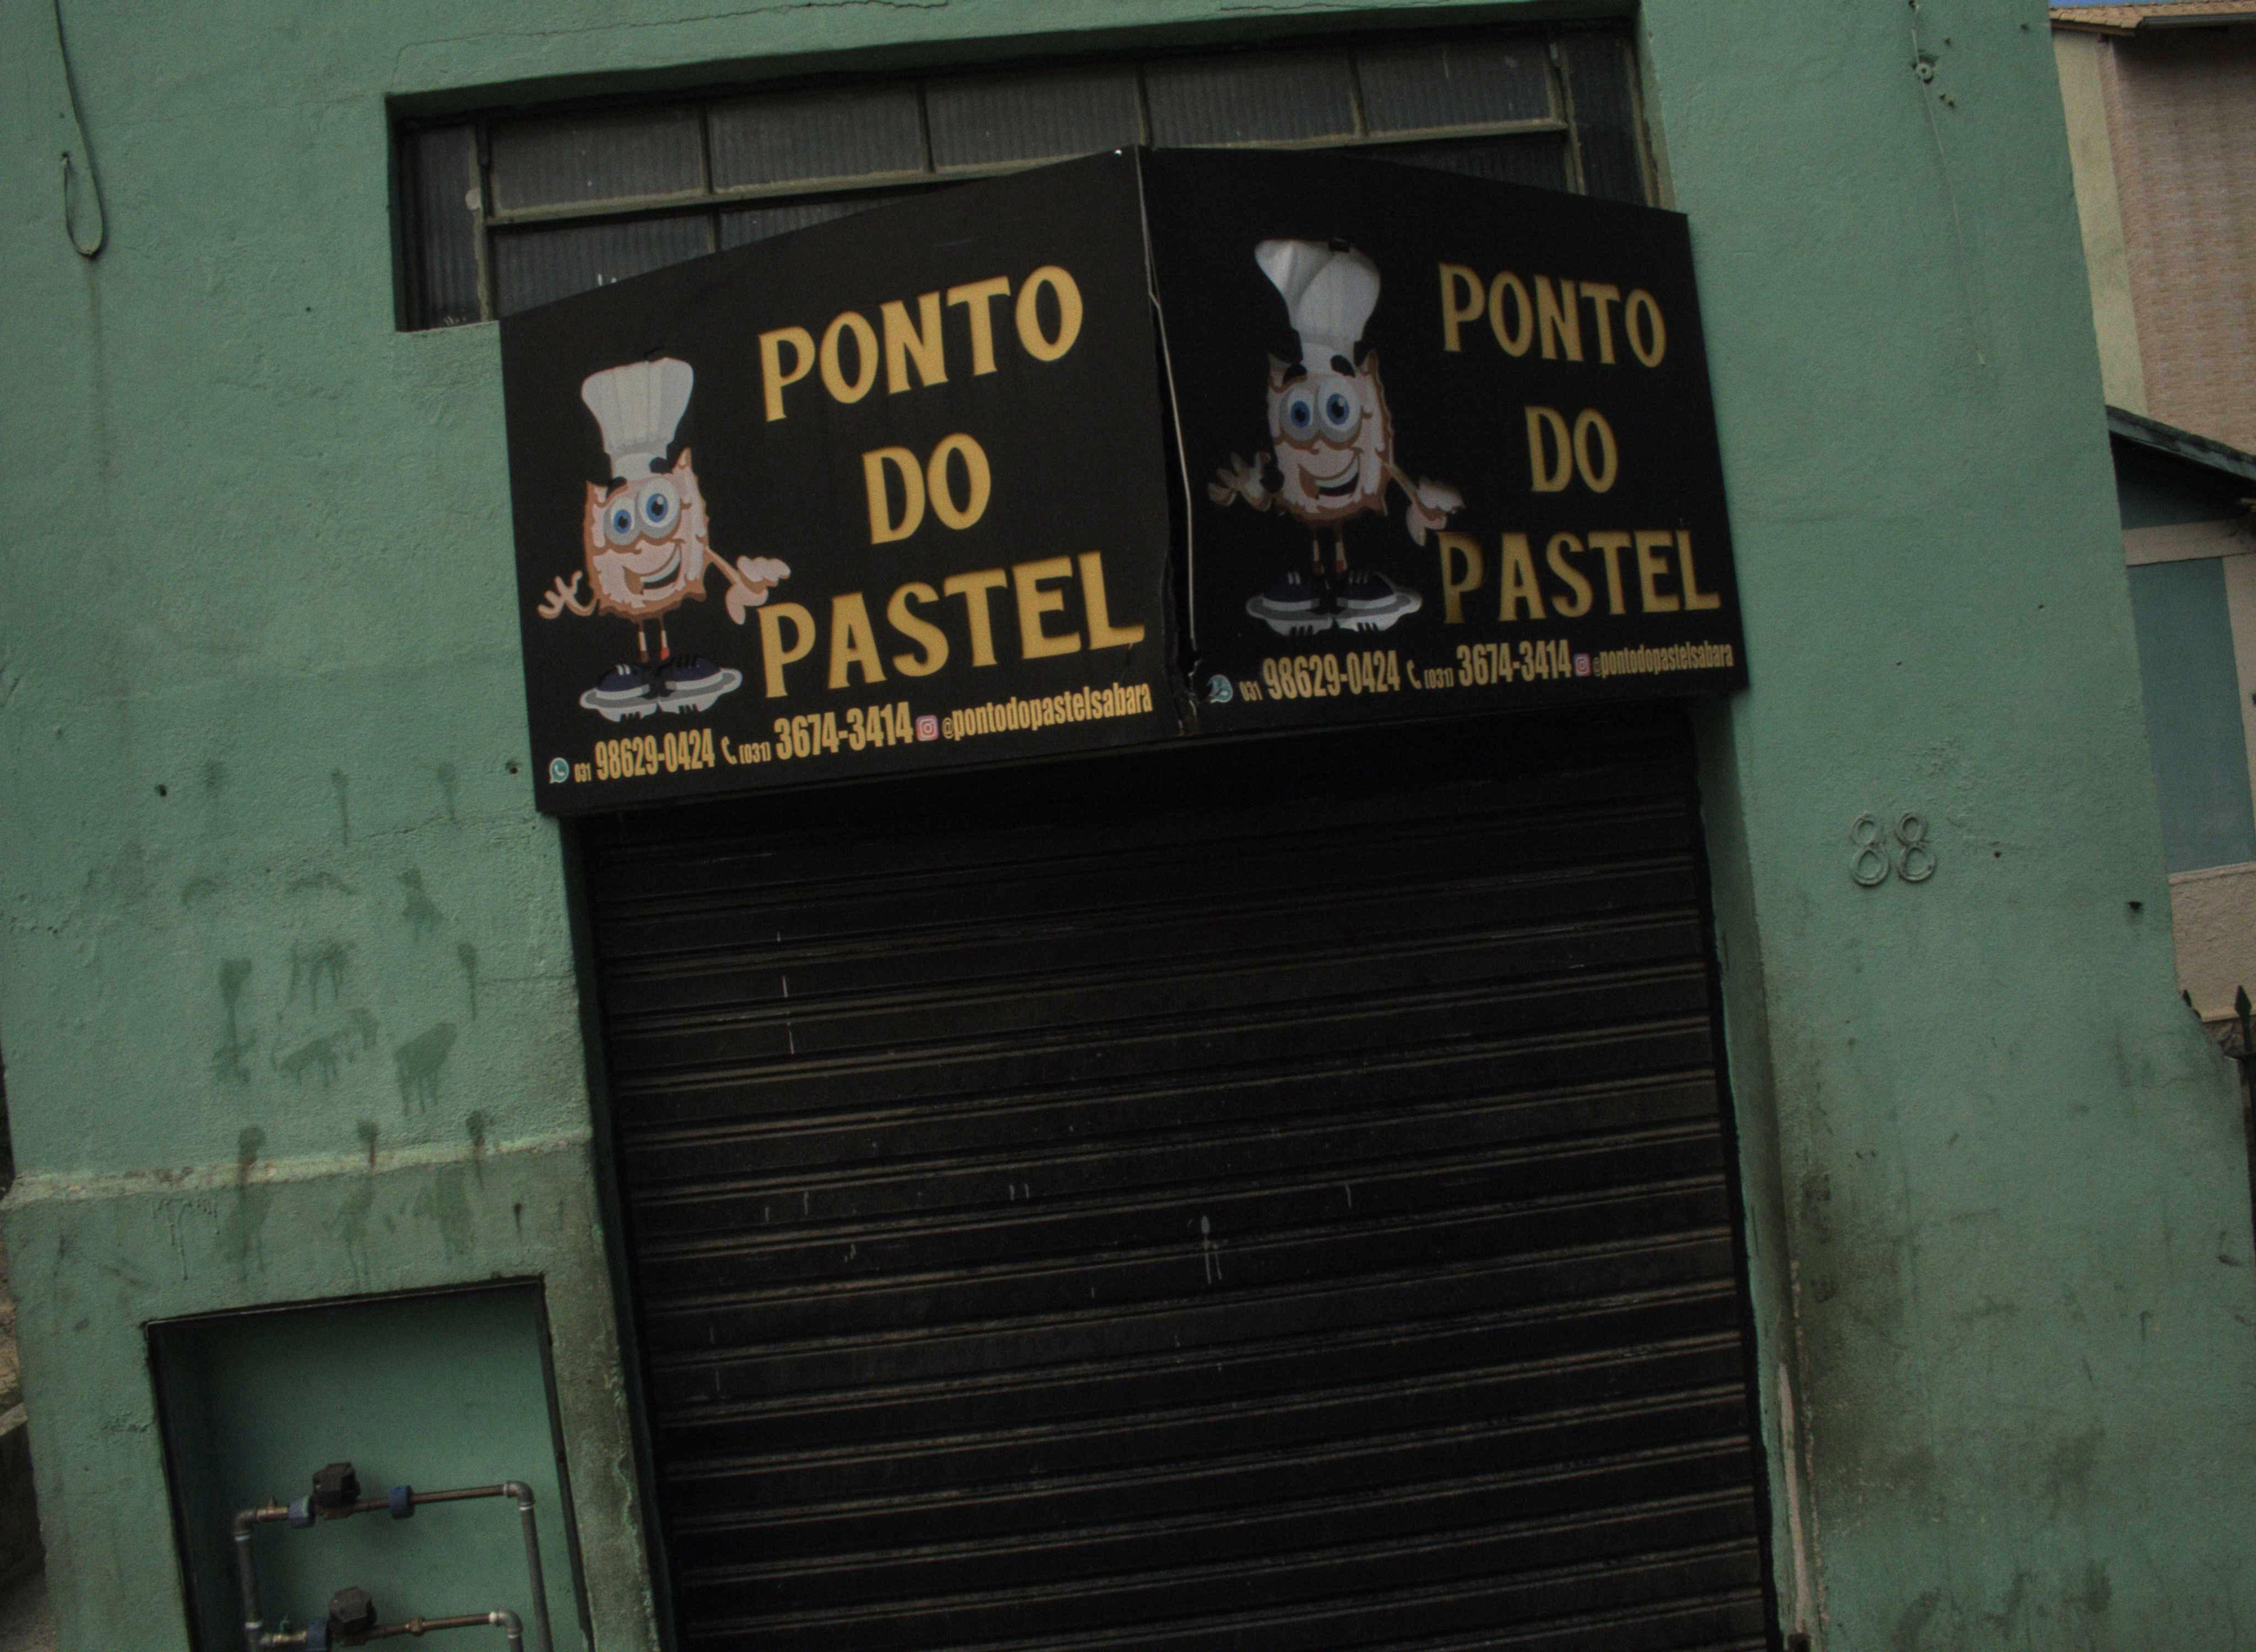 PONTO
DO
PASTEL
031 98629-0424 (031) 3674-3414 @pontodopastelsabara
PONTO
DO
PASTEL
031 98629-0424 (031) 3674-3414 @pontodopastelsabara
88